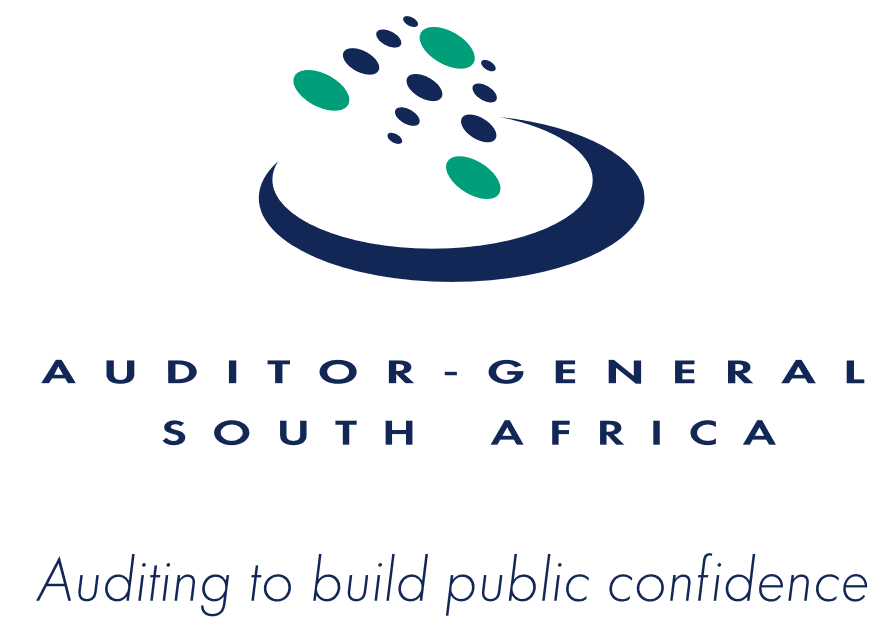 AUDITOR-GENERAL
SOUTH AFRICA
Auditing to build public confidence